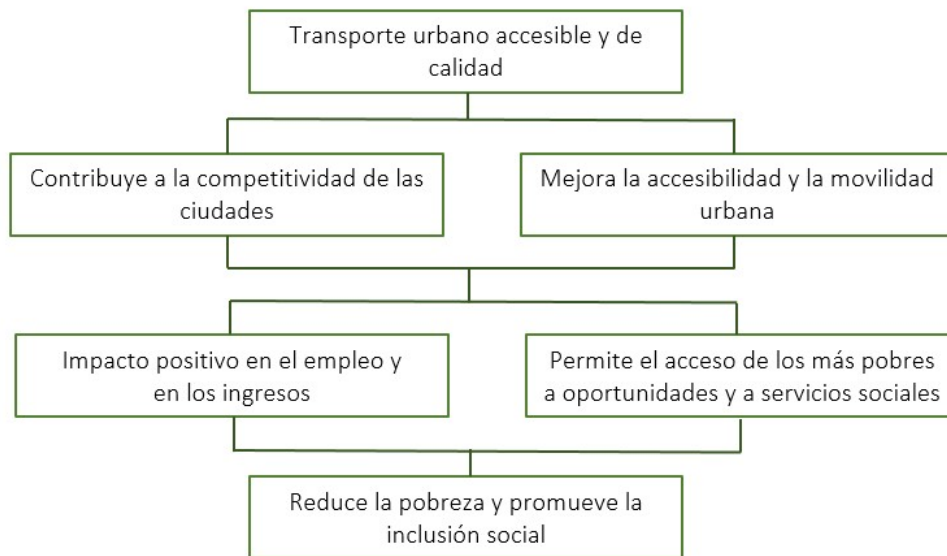 Transporte urbano accesible y de
calidad
Contribuye a la competitividad de las
ciudades
Mejora la accesibilidad y la movilidad
urbana
Impacto positivo en el empleo y
en los ingresos
Permite el acceso de los más pobres
a oportunidades y a servicios sociales
Reduce la pobreza y promueve la
inclusión social